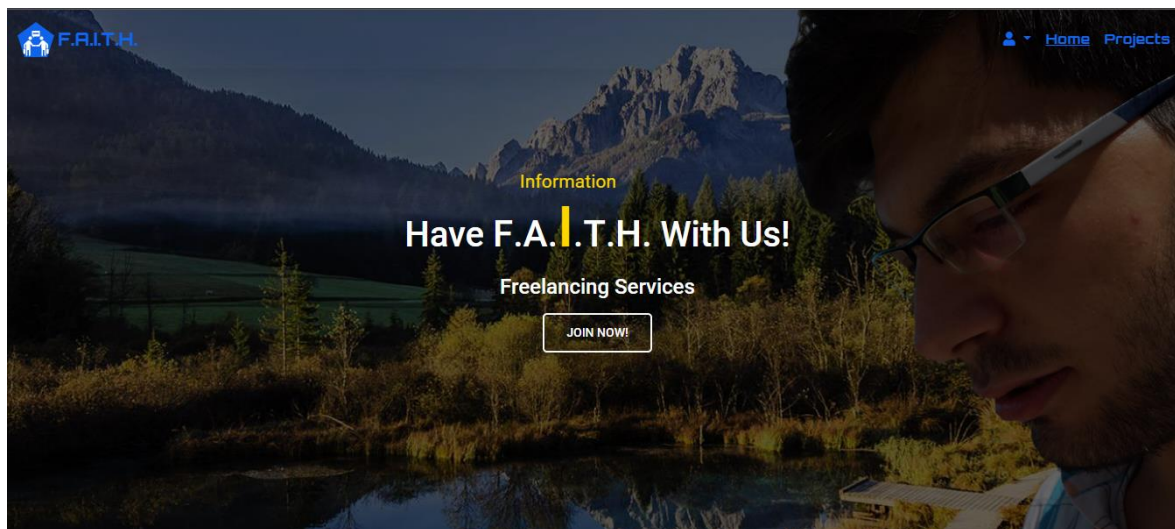 F.A.I.T.H.
Home Projects
Information
Have F.A.I.T.H. With Us!
Freelancing Services
JOIN NOW!